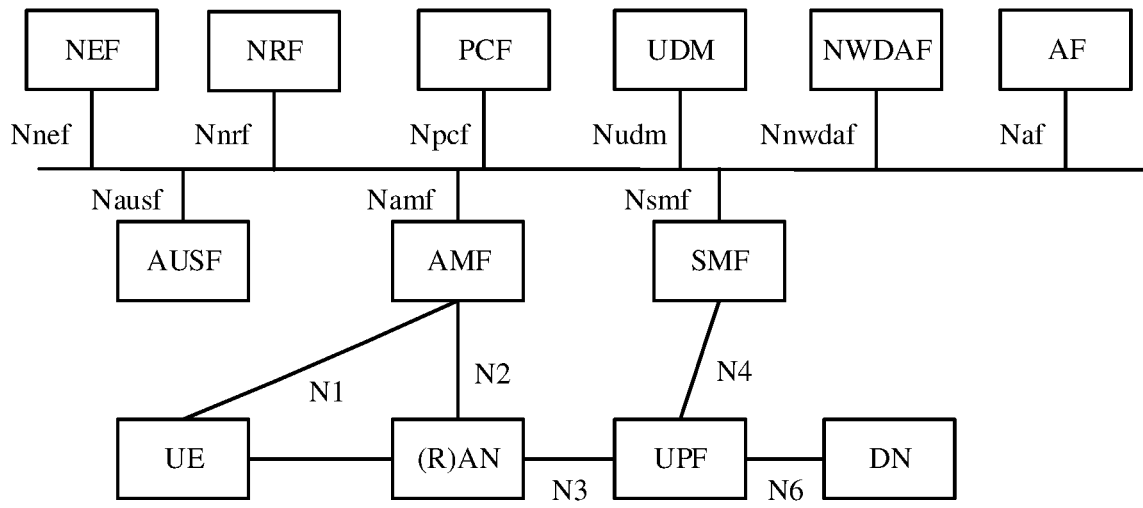 NEF NRF PCF UDM NWDAF AF
Nnef Nnrf Npcf Nudm Nnwdaf Naf
Nausf Namf Nsmf
AUSF AMF SMF
N1 N2 N4
UE (R)AN UPF DN
N3 N6